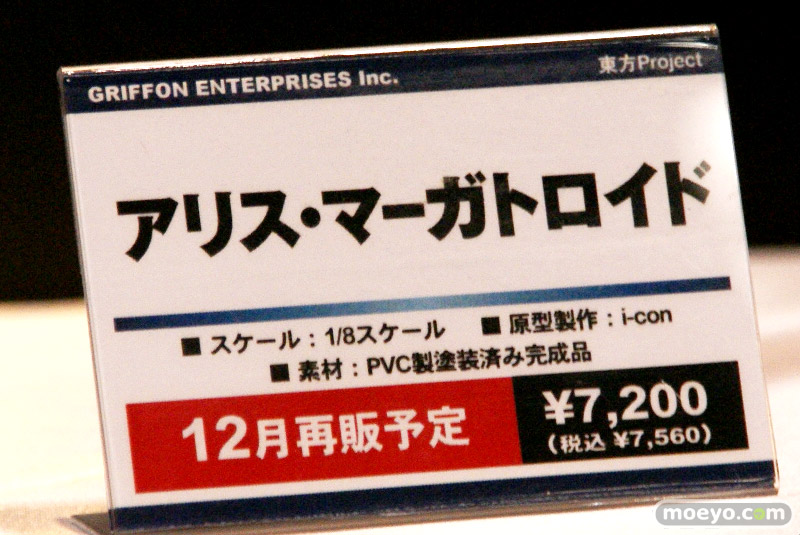 GRIFFON ENTERPRISES Inc.
東方Project
アリス・マーガトロイド
■ スケール：1/8スケール ■ 原型製作：i-con
■ 素材：PVC製塗装済み完成品
12月再販予定
¥7,200
（税込 ¥7,560）
moeyo.com